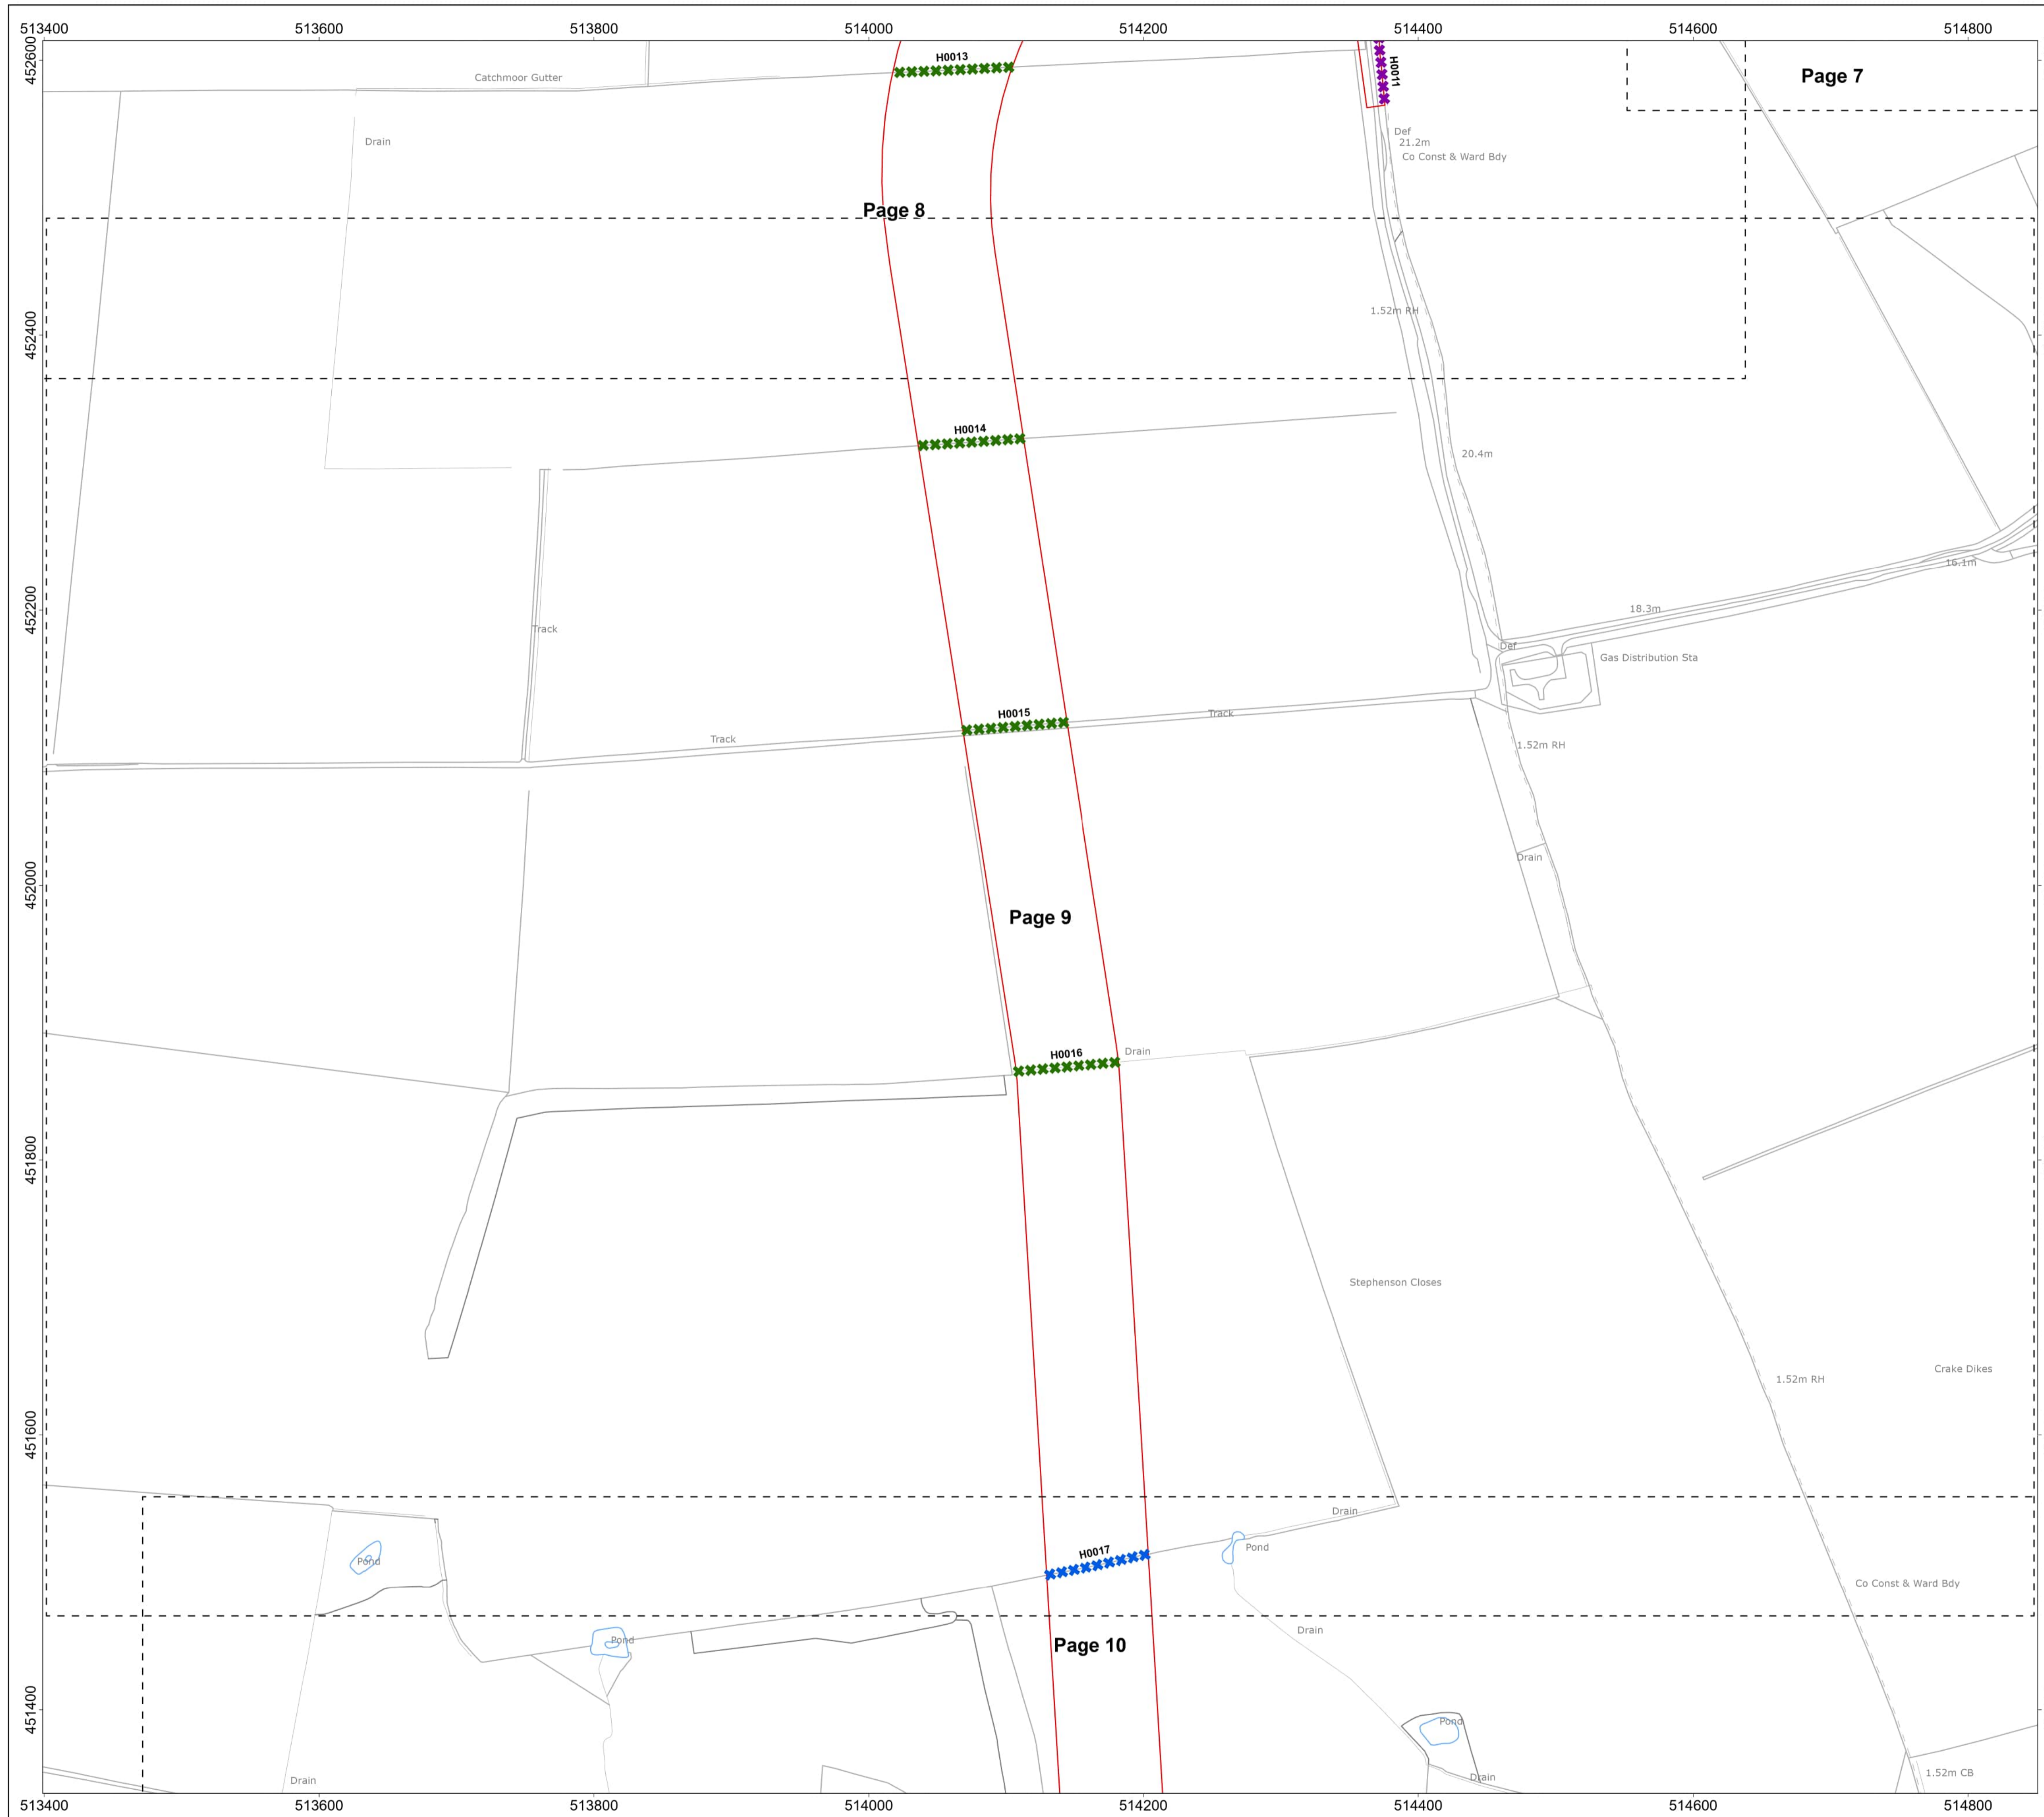 513400
513600
513800
514000
514200
514400
514600
514800
452600
H0013
H0011
Page 7
Catchmoor Gutter
Drain
Def
21.2m
Co Const & Ward Bdy
Page 8
1.52m RH
452400
H0014
20.4m
16.1m
452200
18.3m
Track
Def
Gas Distribution Sta
H0015
Track
Track
1.52m RH
Drain
452000
Page 9
H0016
Drain
451800
Stephenson Closes
Crake Dikes
1.52m RH
451600
Drain
H0017
Pond
Pond
Co Const & Ward Bdy
Drain
Pond
Page 10
451400
Pond
1.52m CB
Drain
Drain
513400
513600
513800
514000
514200
514400
514600
514800